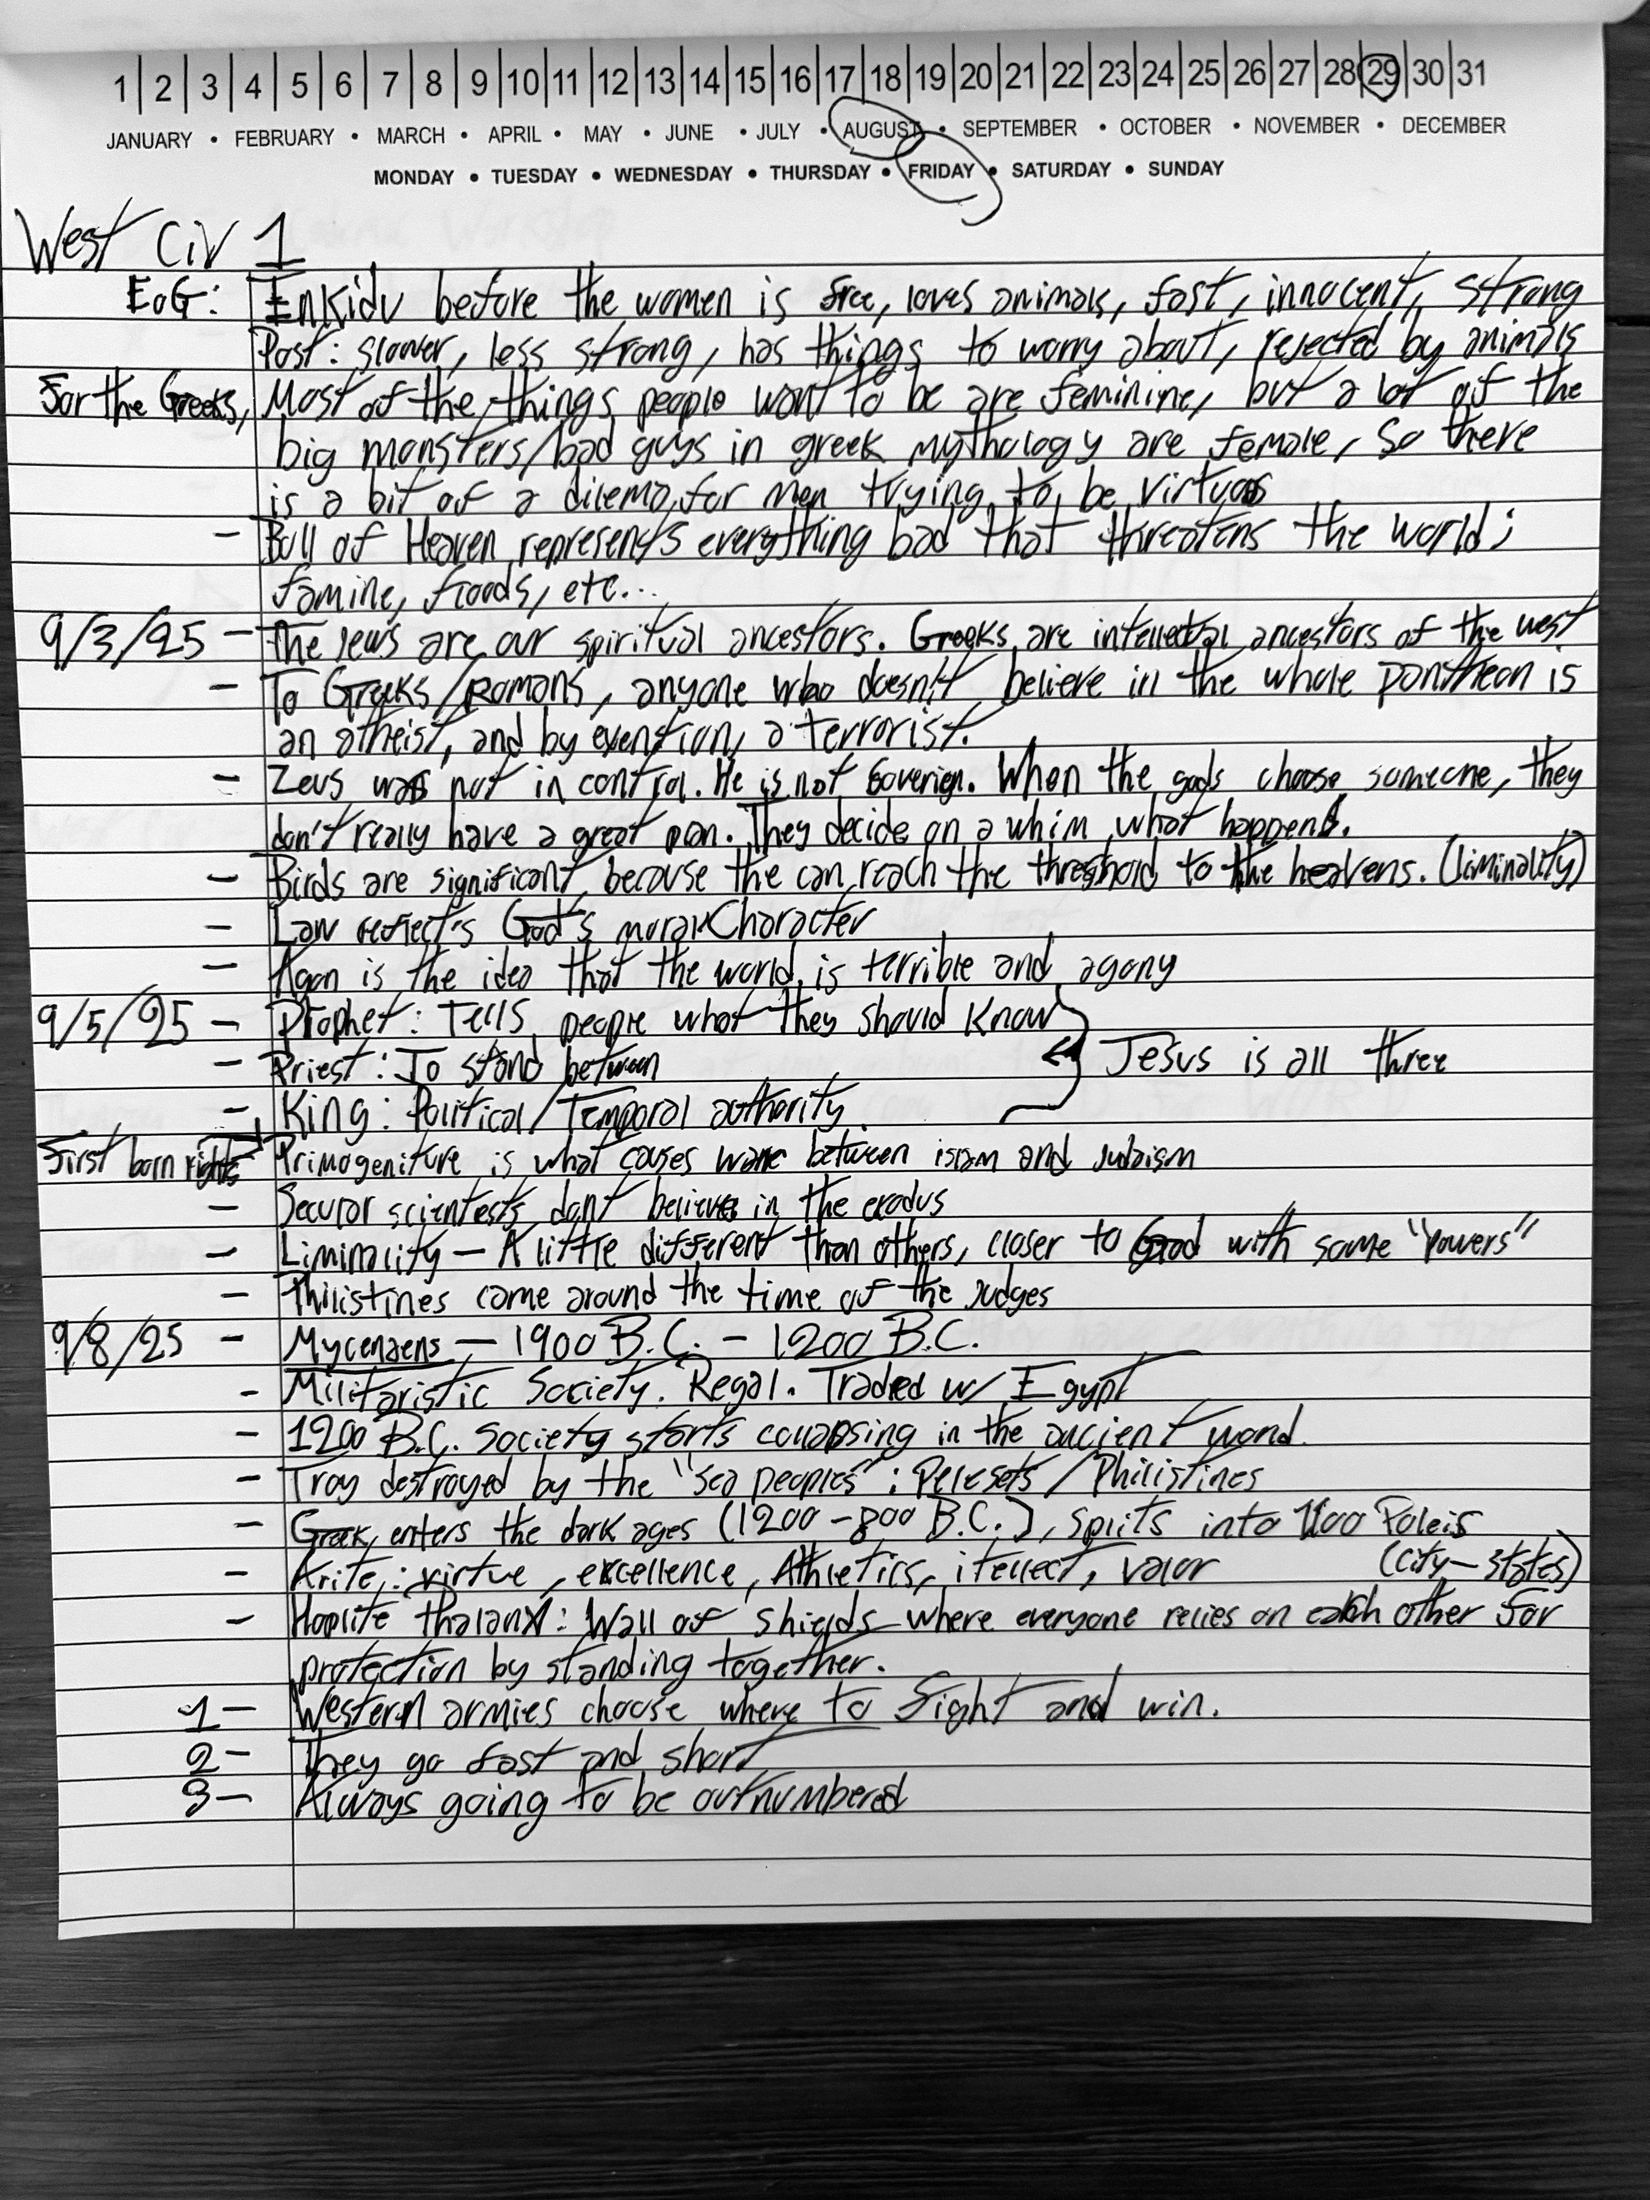 1 | 2 | 3 | 4 | 5 | 6 | 7 | 8 | 9 | 10 | 11 | 12 | 13 | 14 | 15 | 16 | 17 | 18 | 19 | 20 | 21 | 22 | 23 | 24 | 25 | 26 | 27 | 28 | 29 | 30 | 31
JANUARY • FEBRUARY • MARCH • APRIL • MAY • JUNE • JULY • AUGUST • SEPTEMBER • OCTOBER • NOVEMBER • DECEMBER
MONDAY • TUESDAY • WEDNESDAY • THURSDAY • FRIDAY • SATURDAY • SUNDAY
West Civ 1
EoG: Enkidu before the women is free, loves animals, fast, innocent, strong
Post: slower, less strong, has things to worry about, rejected by animals
For the Greeks, Most of the things people want to be are feminine, but a lot of the
big monsters/bad guys in greek mythology are female, so there
is a bit of a dilema for men trying to be virtuos
- Bull of Heaven represents everything bad that threatens the world;
famine, floods, etc...
9/3/25 - The jews are our spiritual ancestors. Greeks are intellectual ancestors of the west
- To Greeks/Romans, anyone who doesn't believe in the whole pantheon is
an atheist, and by exention, a terrorist.
- Zeus was not in control. He is not soverign. When the gods choose someone, they
don't really have a great plan. They decide on a whim what happens.
- Birds are significant because the can reach the threshold to the heavens. (liminality)
- Law reflect's God's moral Character
- Agon is the idea that the world is terrible and agony
9/5/25 - Prophet: Tells people what they should know
- Priest: To stand between
Jesus is all three
- King: Political/Temporal authority.
First born rights Primogeniture is what causes war between islam and Judaism
- Secular scientests dont believe in the exodus
- Liminality - A little different than others, closer to God with some "powers"
- Philistines came around the time of the Judges
9/8/25 - Mycenaens - 1900 B.C. - 1200 B.C.
- Militaristic Society. Regal. Traded w/ Egypt
- 1200 B.C. Society starts collapsing in the ancient world.
- Troy destroyed by the "sea peoples": Pelesets/Philistines
- Greek enters the dark ages (1200-800 B.C.), splits into 1100 Poleis
(city-states)
- Arite: virtue, excellence, Athletics, itellect, valor
- Hoplite Phalanx: Wall of shields where everyone relies on each other for
protection by standing together.
1- Western armies choose where to fight and win.
2- They go fast and short
3- Always going to be outnumbered